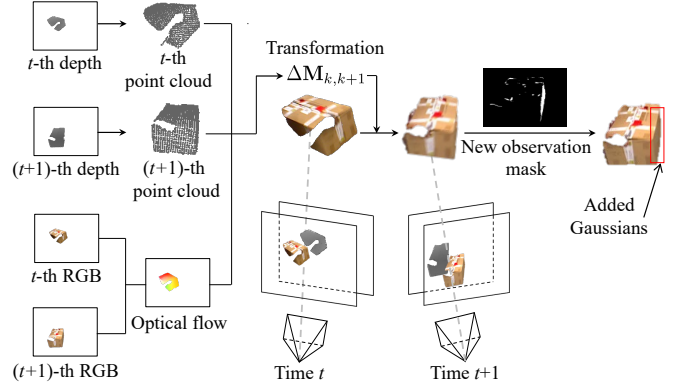 t-th depth
t-th
point cloud
(t+1)-th depth
(t+1)-th
point cloud
t-th RGB
(t+1)-th RGB
Optical flow
Transformation
ΔM_{k,k+1}
New observation
mask
Added
Gaussians
Time t
Time t+1